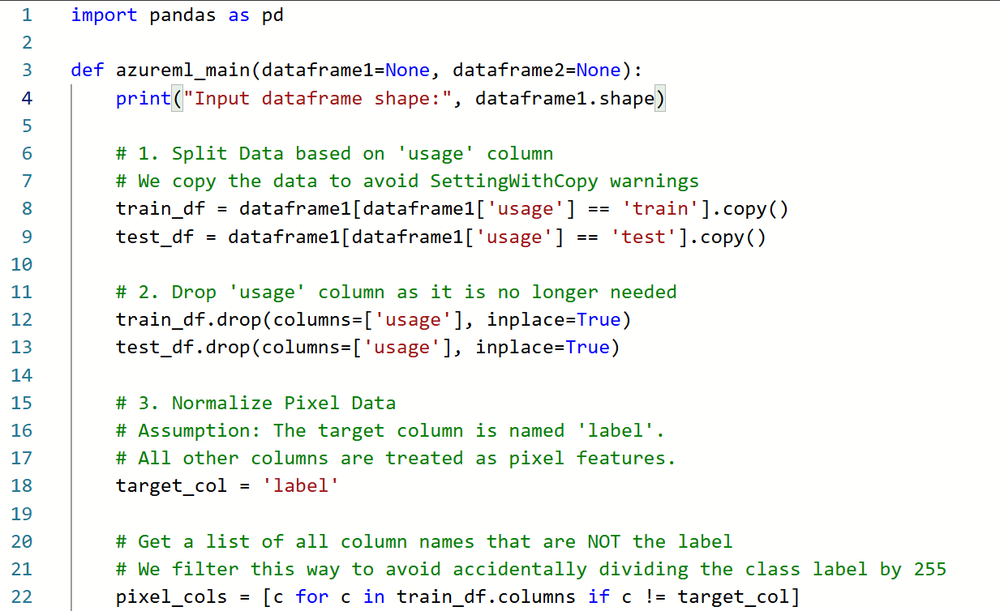 1 import pandas as pd
2
3 def azureml_main(dataframe1=None, dataframe2=None):
4     print("Input dataframe shape:", dataframe1.shape)
5
6     # 1. Split Data based on 'usage' column
7     # We copy the data to avoid SettingWithCopy warnings
8     train_df = dataframe1[dataframe1['usage'] == 'train'].copy()
9     test_df = dataframe1[dataframe1['usage'] == 'test'].copy()
10
11     # 2. Drop 'usage' column as it is no longer needed
12     train_df.drop(columns=['usage'], inplace=True)
13     test_df.drop(columns=['usage'], inplace=True)
14
15     # 3. Normalize Pixel Data
16     # Assumption: The target column is named 'label'.
17     # All other columns are treated as pixel features.
18     target_col = 'label'
19
20     # Get a list of all column names that are NOT the label
21     # We filter this way to avoid accidentally dividing the class label by 255
22     pixel_cols = [c for c in train_df.columns if c != target_col]